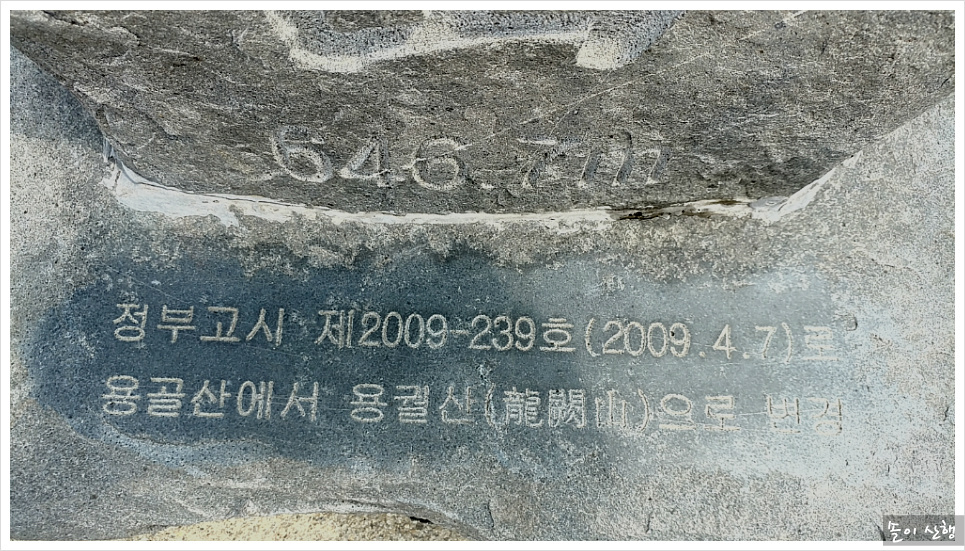 646.7m
정부고시 제2009-239호(2009.4.7)로
용골산에서 용궐산(龍闕山)으로 변경
솔이 산행